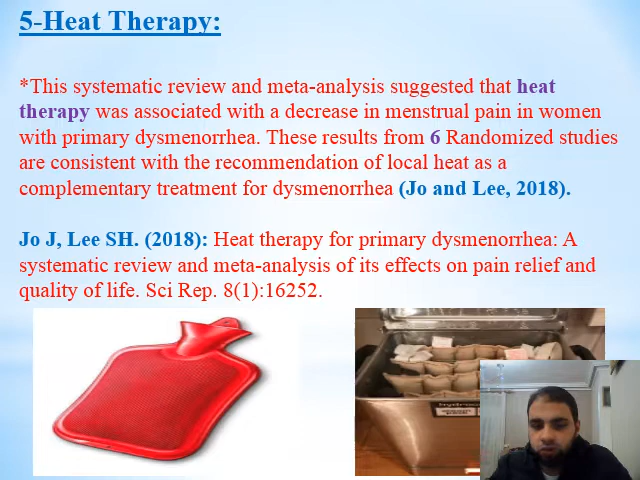 5-Heat Therapy:
*This systematic review and meta-analysis suggested that heat
therapy was associated with a decrease in menstrual pain in women
with primary dysmenorrhea. These results from 6 Randomized studies
are consistent with the recommendation of local heat as a
complementary treatment for dysmenorrhea (Jo and Lee, 2018).
Jo J, Lee SH. (2018): Heat therapy for primary dysmenorrhea: A
systematic review and meta-analysis of its effects on pain relief and
quality of life. Sci Rep. 8(1):16252.